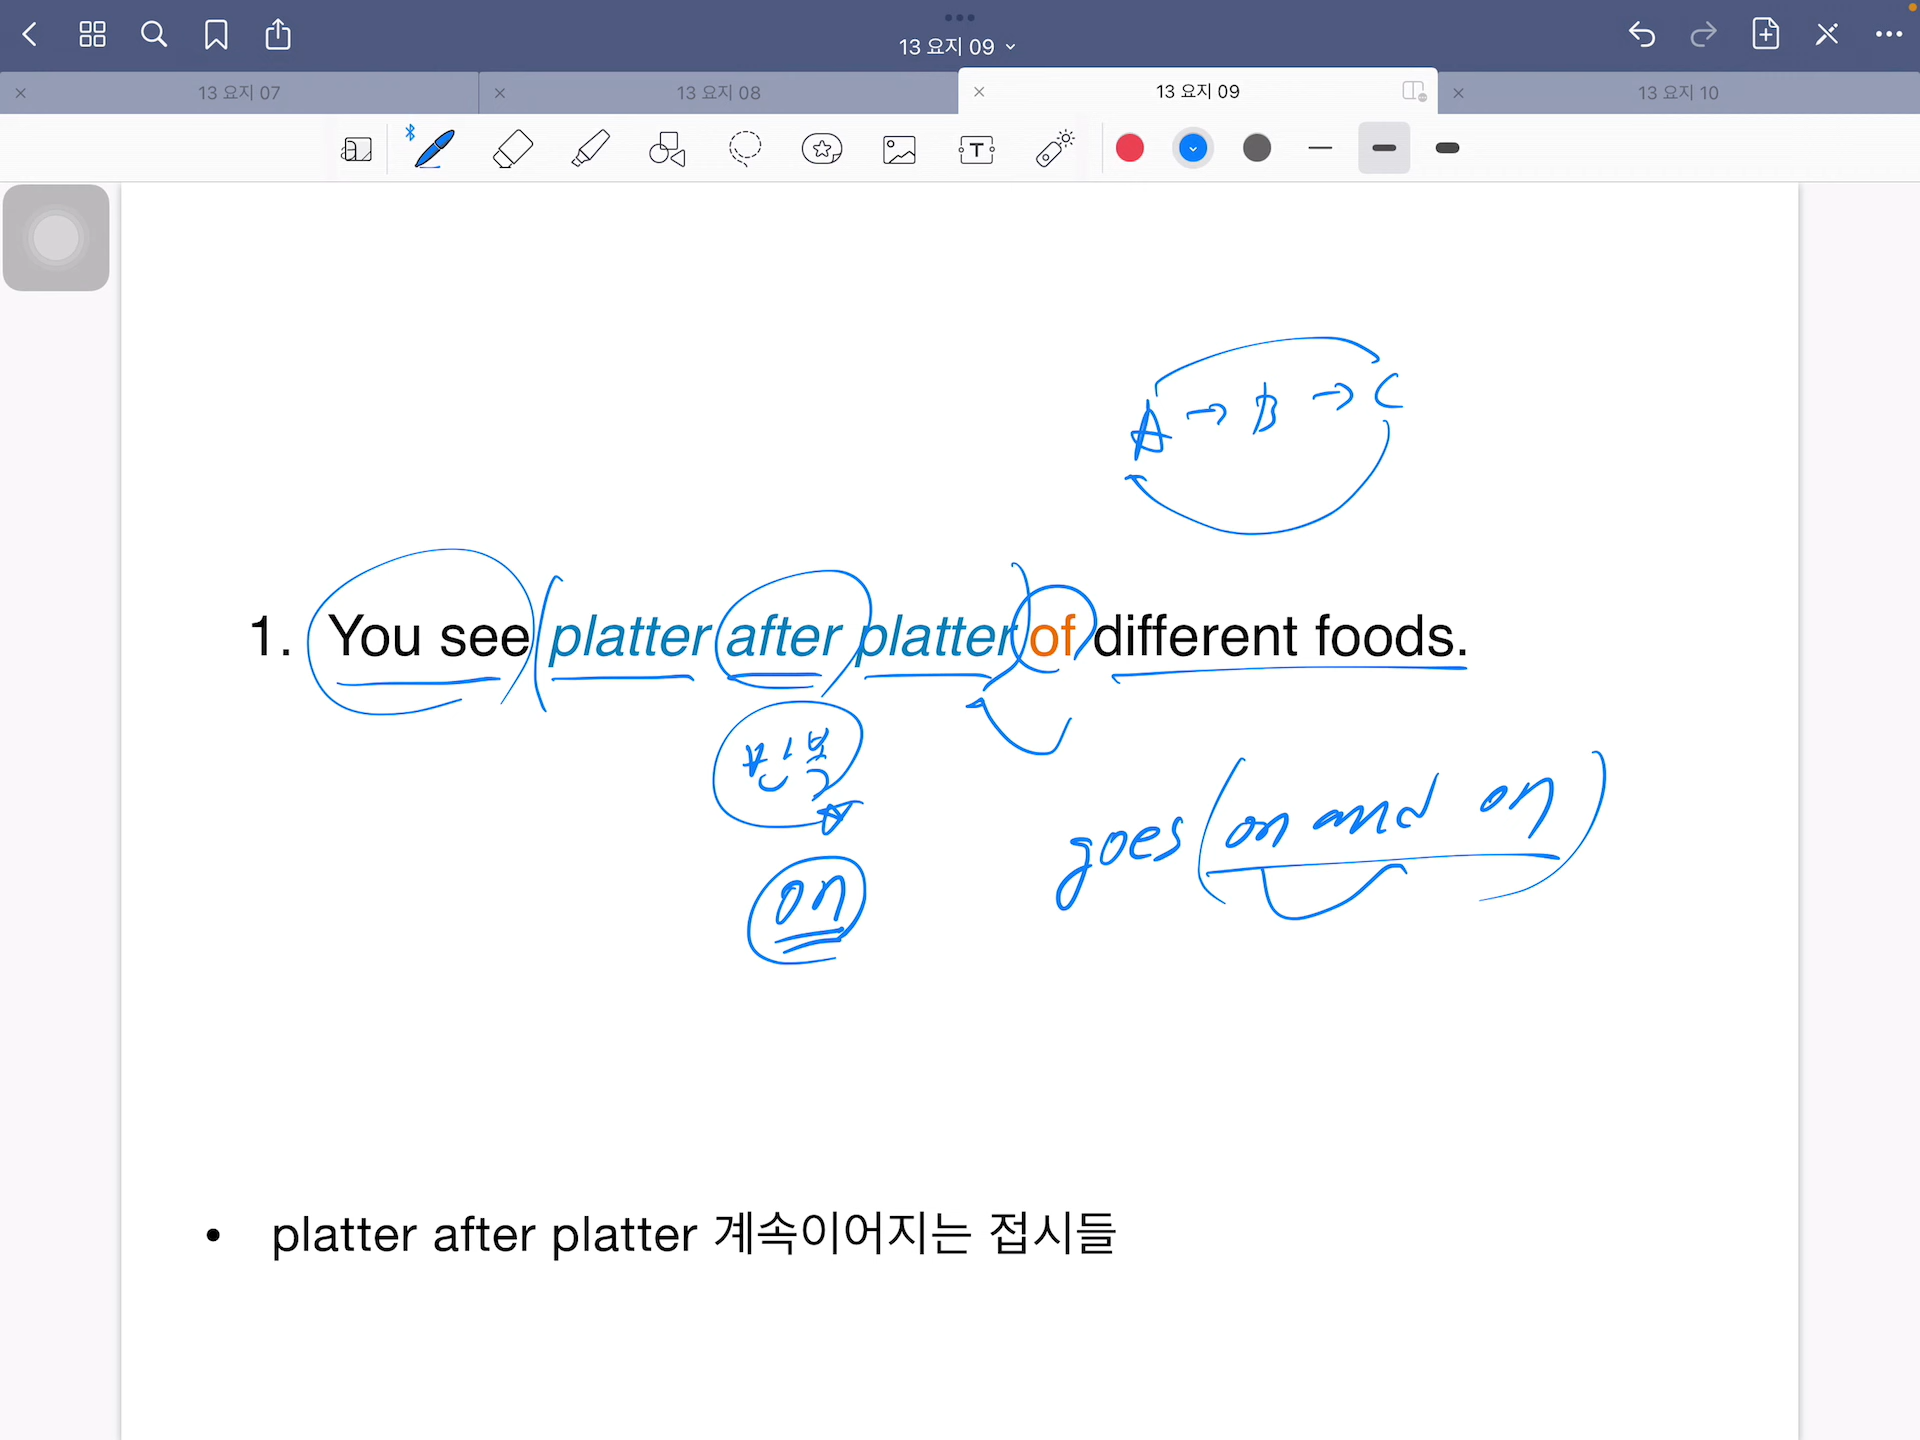 13 요지 09
13 요지 07
13 요지 08
13 요지 09
13 요지 10
A → B → C
1. You see platter after platter of different foods.
반복
goes (on and on)
on
• platter after platter 계속이어지는 접시들